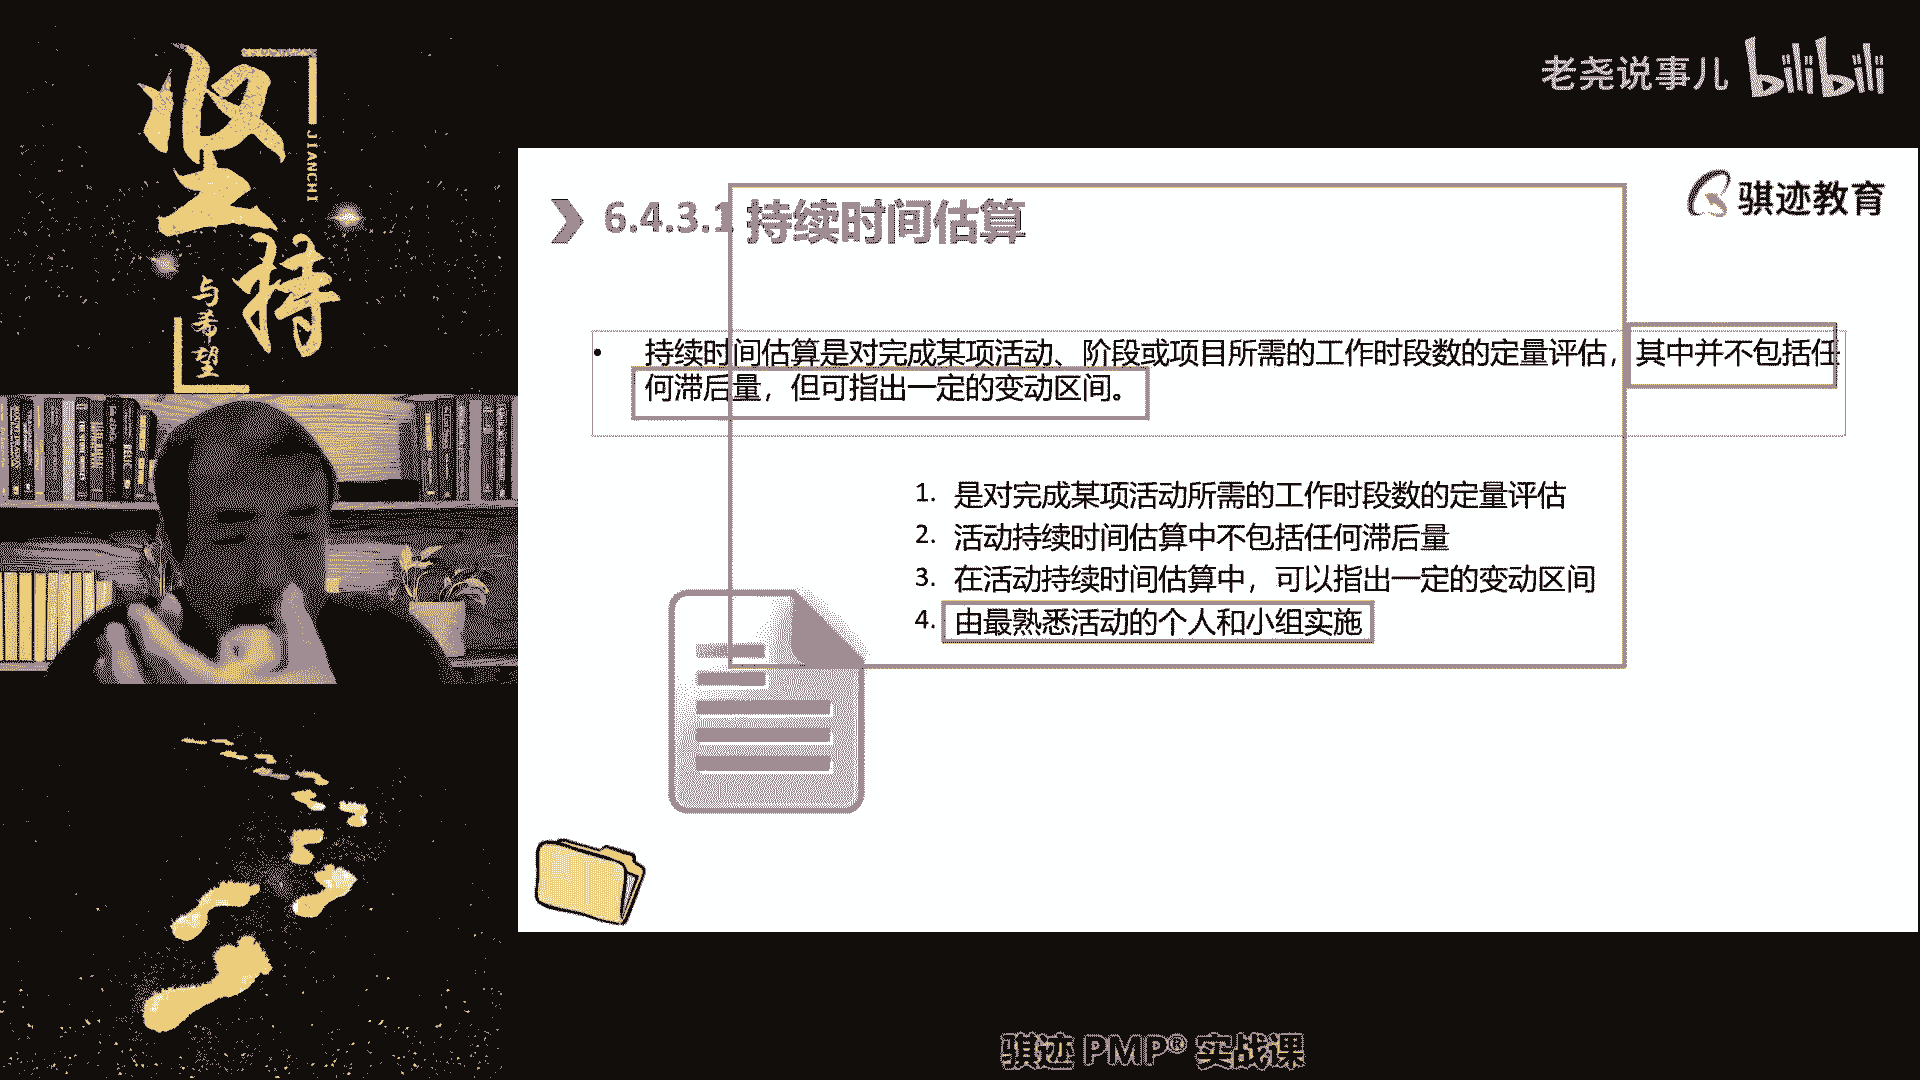 坚持
JIANCHI
与希望
老尧说事儿 bilibili
6.4.3.1 持续时间估算
骐迹教育
• 持续时间估算是对完成某项活动、阶段或项目所需的工作时段数的定量评估，其中并不包括任
何滞后量，但可指出一定的变动区间。
1. 是对完成某项活动所需的工作时段数的定量评估
2. 活动持续时间估算中不包括任何滞后量
3. 在活动持续时间估算中，可以指出一定的变动区间
4. 由最熟悉活动的个人和小组实施
骐迹 PMP® 实战课